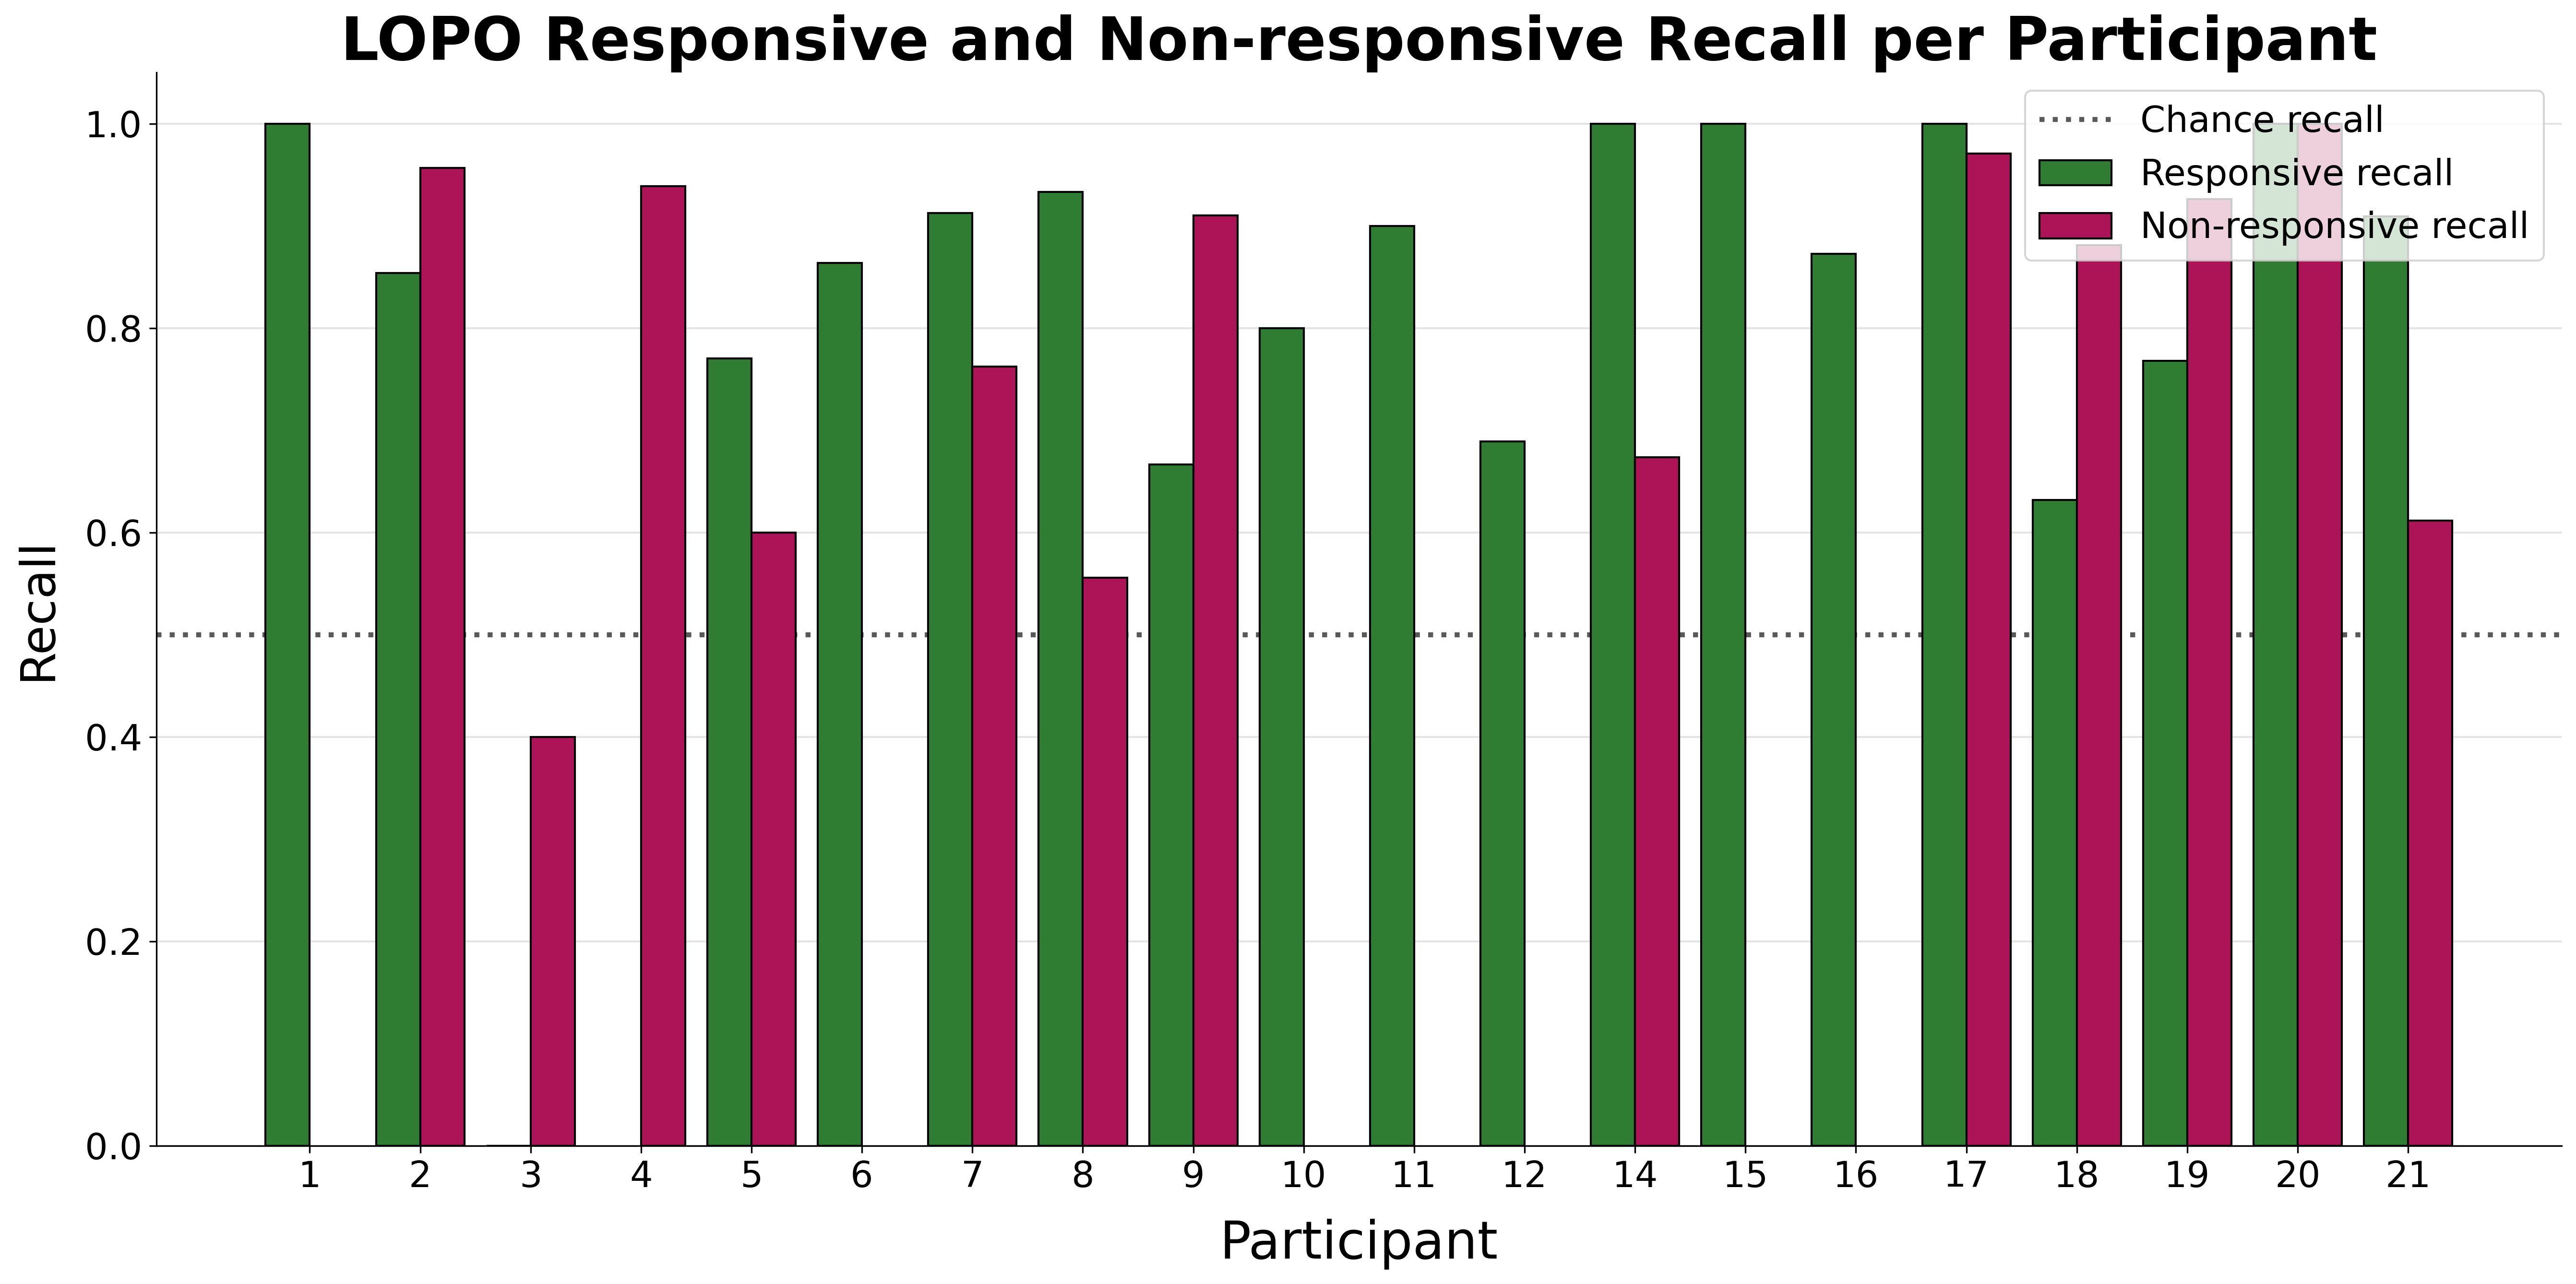 LOPO Responsive and Non-responsive Recall per Participant
Chance recall
Responsive recall
Non-responsive recall
Recall
1.0
0.8
0.6
0.4
0.2
0.0
1 2 3 4 5 6 7 8 9 10 11 12 14 15 16 17 18 19 20 21
Participant